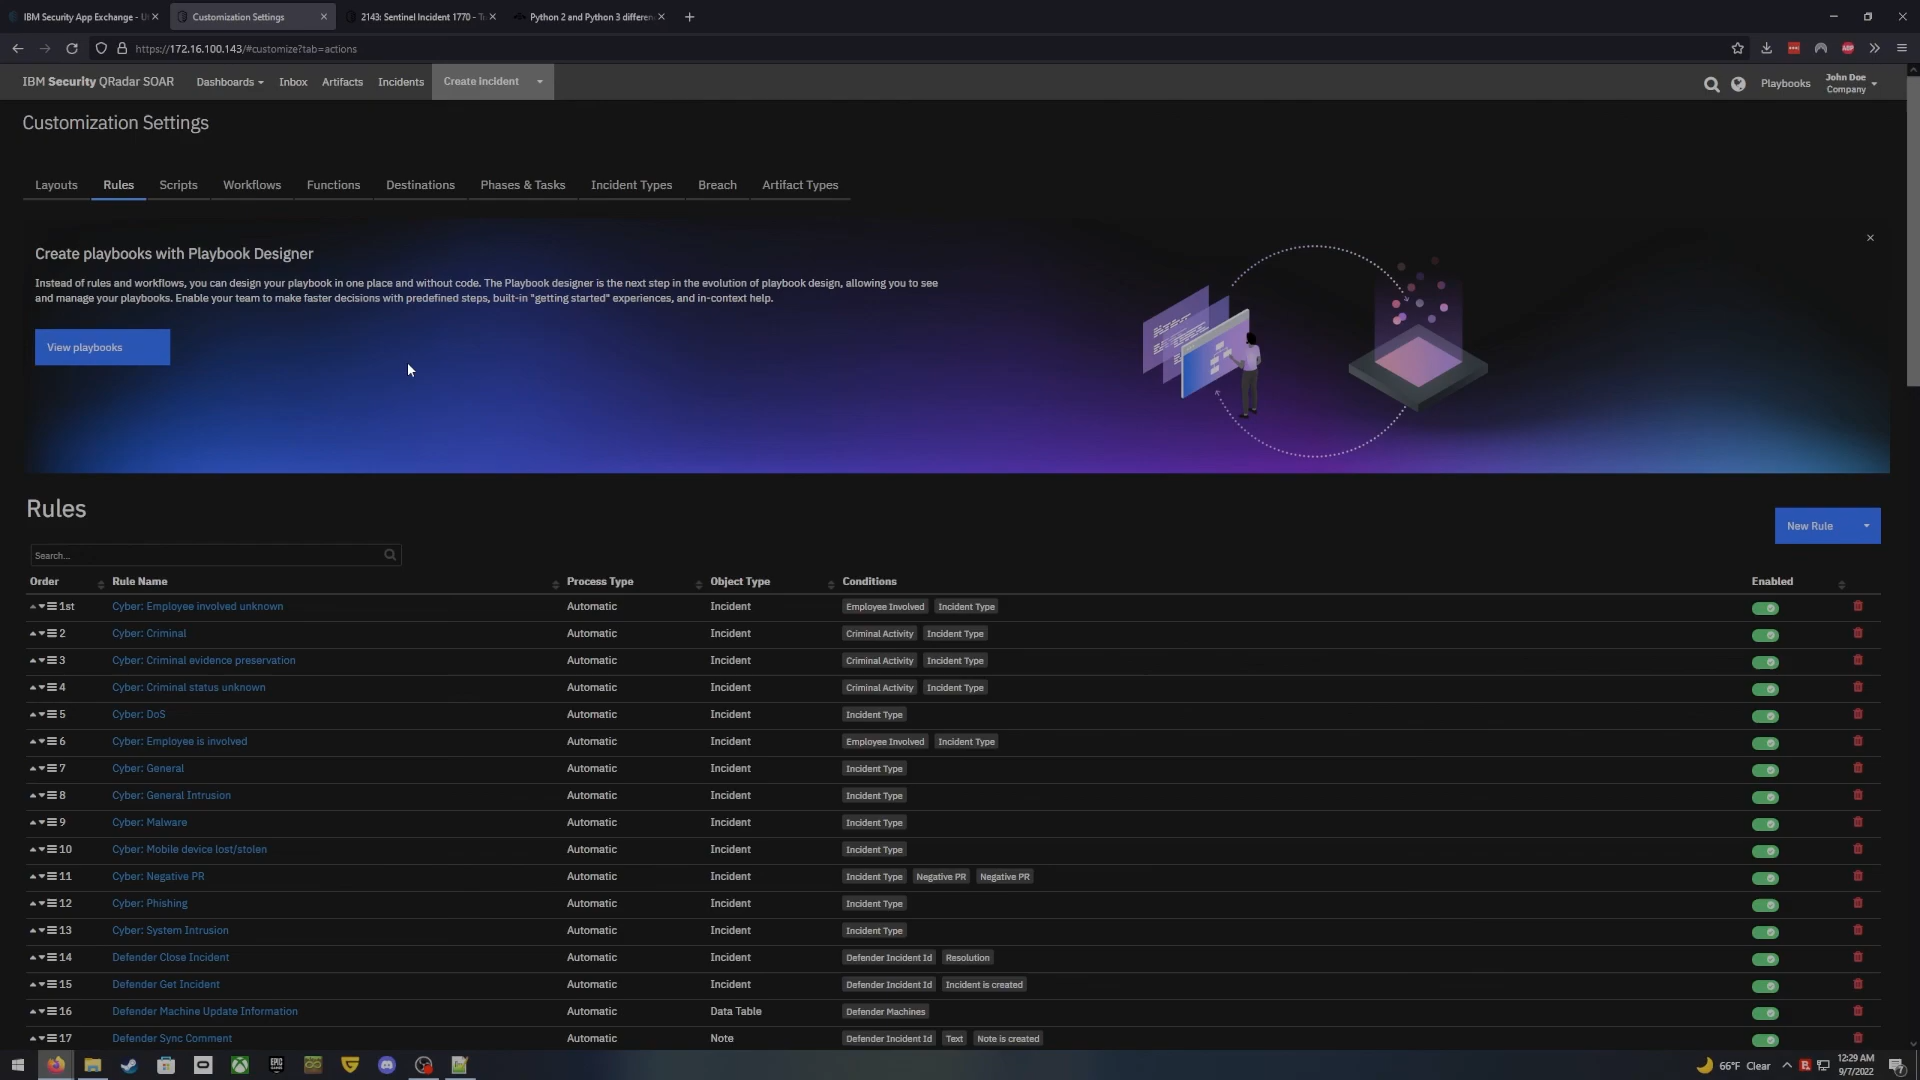 IBM Security App Exchange - U
Customization Settings
2143: Sentinel Incident 1770 - T
Python 2 and Python 3 differen
https://172.16.100.143/#customize?tab=actions
IBM Security QRadar SOAR
Dashboards
Inbox
Artifacts
Incidents
Create Incident
Playbooks
John Doe
Company
Customization Settings
Layouts
Rules
Scripts
Workflows
Functions
Destinations
Phases & Tasks
Incident Types
Breach
Artifact Types
Create playbooks with Playbook Designer
Instead of rules and workflows, you can design your playbook in one place and without code. The Playbook designer is the next step in the evolution of playbook design, allowing you to see
and manage your playbooks. Enable your team to make faster decisions with predefined steps, built-in "getting started" experiences, and in-context help.
View playbooks
Rules
New Rule
Search...
Order Rule Name Process Type Object Type Conditions Enabled
1st Cyber: Employee involved unknown Automatic Incident Employee Involved Incident Type
2 Cyber: Criminal Automatic Incident Criminal Activity Incident Type
3 Cyber: Criminal evidence preservation Automatic Incident Criminal Activity Incident Type
4 Cyber: Criminal status unknown Automatic Incident Criminal Activity Incident Type
5 Cyber: DoS Automatic Incident Incident Type
6 Cyber: Employee is involved Automatic Incident Employee Involved Incident Type
7 Cyber: General Automatic Incident Incident Type
8 Cyber: General Intrusion Automatic Incident Incident Type
9 Cyber: Malware Automatic Incident Incident Type
10 Cyber: Mobile device lost/stolen Automatic Incident Incident Type
11 Cyber: Negative PR Automatic Incident Incident Type Negative PR Negative PR
12 Cyber: Phishing Automatic Incident Incident Type
13 Cyber: System Intrusion Automatic Incident Incident Type
14 Defender Close Incident Automatic Incident Defender Incident Id Resolution
15 Defender Get Incident Automatic Incident Defender Incident Id Incident is created
16 Defender Machine Update Information Automatic Data Table Defender Machines
17 Defender Sync Comment Automatic Note Defender Incident Id Text Note is created
66°F Clear
12:29 AM
9/7/2022